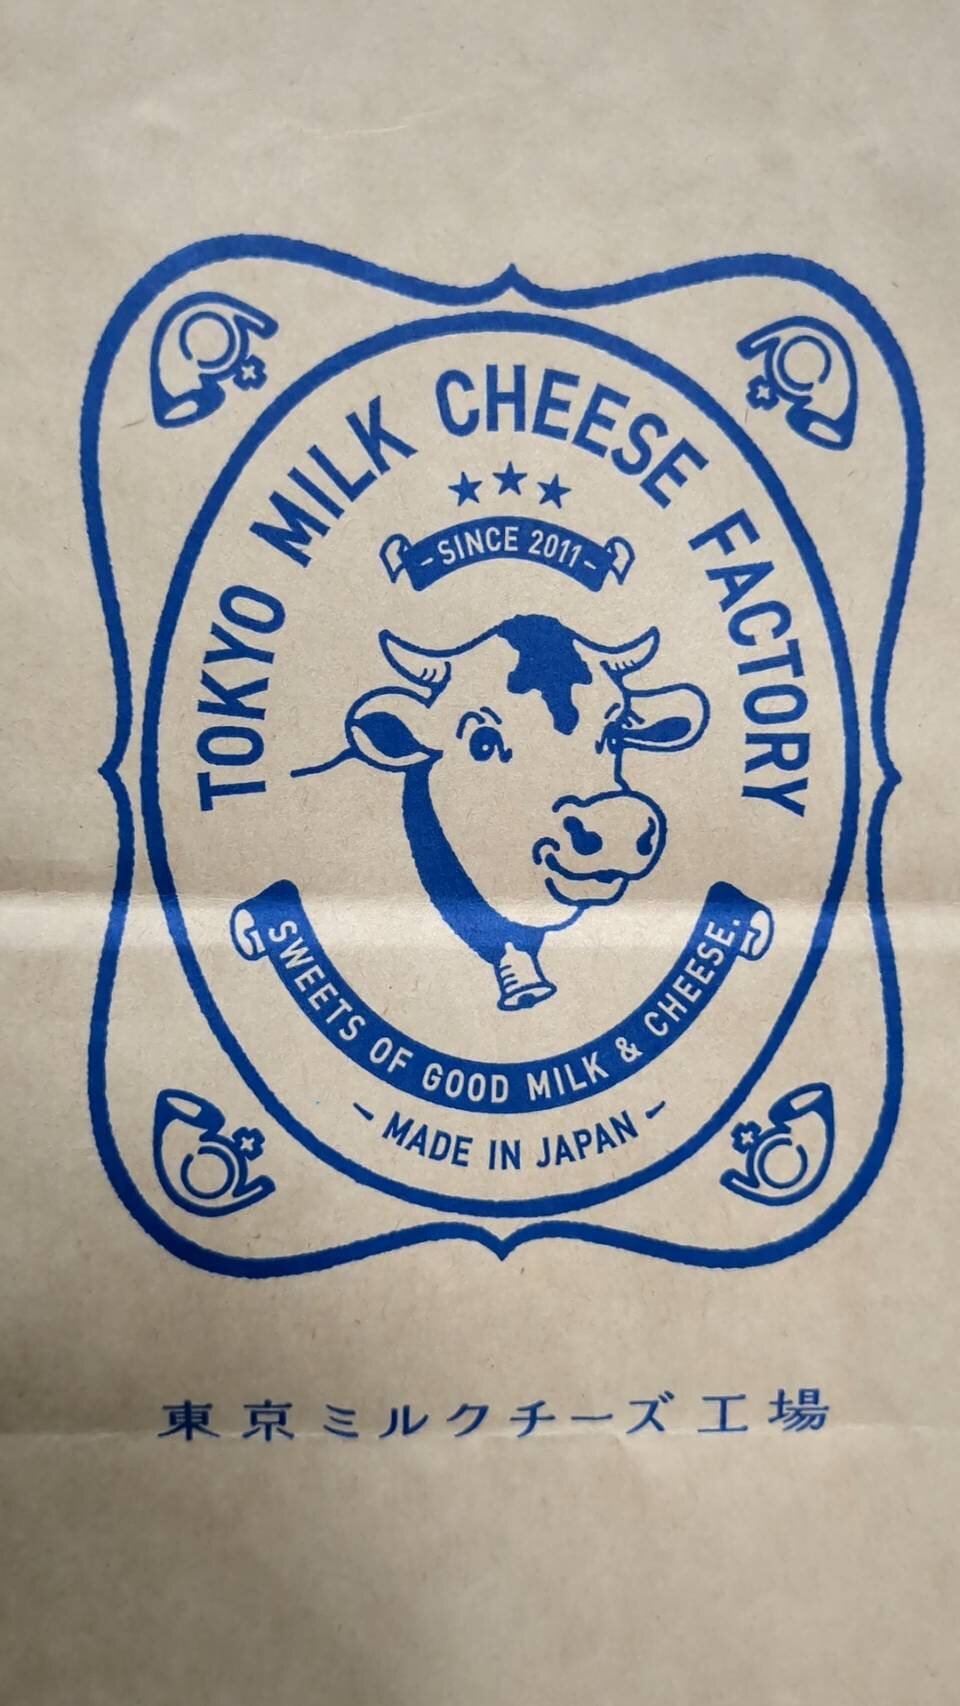 TOKYO MILK CHEESE FACTORY
-SINCE 2011-
SWEETS OF GOOD MILK & CHEESE.
- MADE IN JAPAN -
東京ミルクチーズ工場